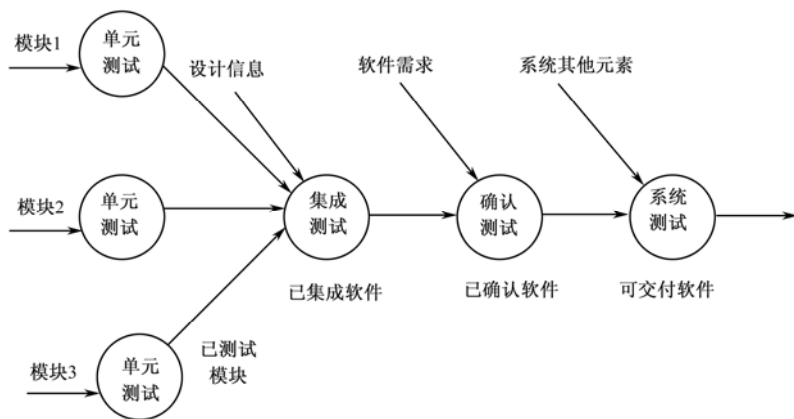 模块1
单元
测试
设计信息
软件需求
系统其他元素
模块2
单元
测试
集成
测试
确认
测试
系统
测试
已集成软件
已确认软件
可交付软件
模块3
单元
测试
已测试
模块